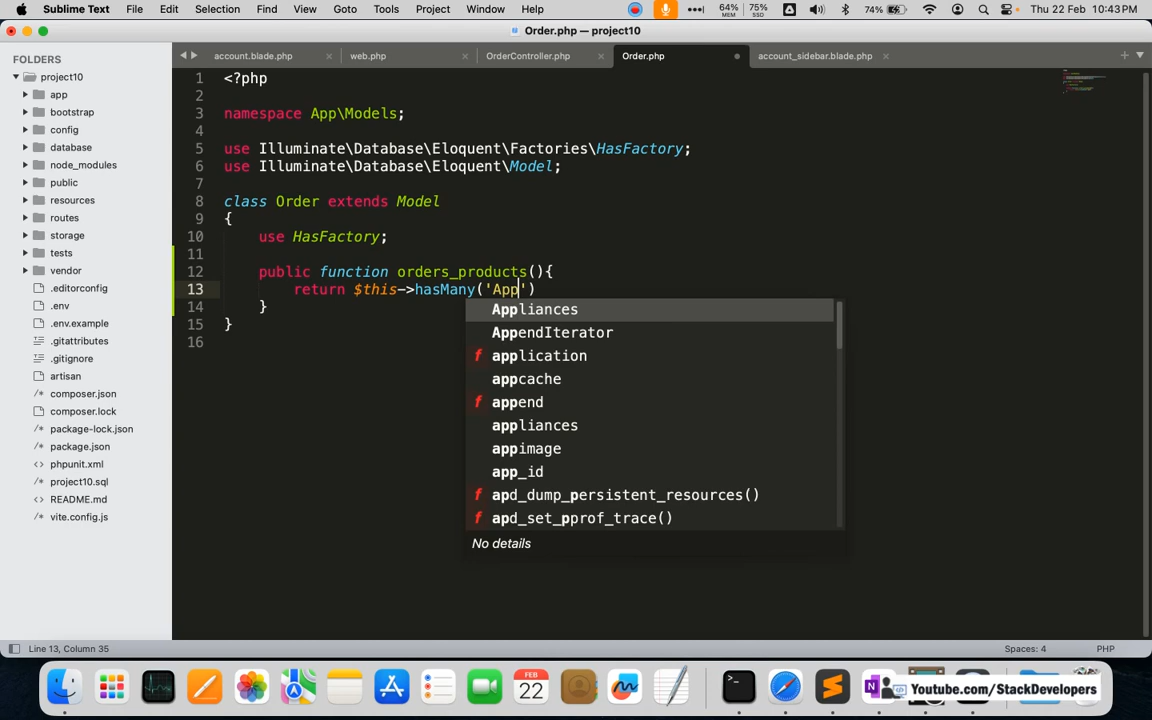 Sublime Text File Edit Selection Find View Goto Tools Project Window Help 64% MEM 75% SSD 74% Thu 22 Feb 10:43 PM
Order.php — project10
account.blade.php × web.php × OrderController.php × Order.php account_sidebar.blade.php ×
FOLDERS
project10
app
bootstrap
config
database
node_modules
public
resources
routes
storage
tests
vendor
.editorconfig
.env
.env.example
.gitattributes
.gitignore
artisan
composer.json
composer.lock
package-lock.json
package.json
phpunit.xml
project10.sql
README.md
vite.config.js
1 <?php
2
3 namespace App\Models;
4
5 use Illuminate\Database\Eloquent\Factories\HasFactory;
6 use Illuminate\Database\Eloquent\Model;
7
8 class Order extends Model
9 {
10 use HasFactory;
11
12 public function orders_products(){
13 return $this->hasMany('App')
14 }
15 }
16
Appliances
AppendIterator
f application
appcache
f append
appliances
appimage
app_id
f apd_dump_persistent_resources()
f apd_set_pprof_trace()
No details
Line 13, Column 35 Spaces: 4 PHP
FEB
22
Youtube.com/StackDevelopers